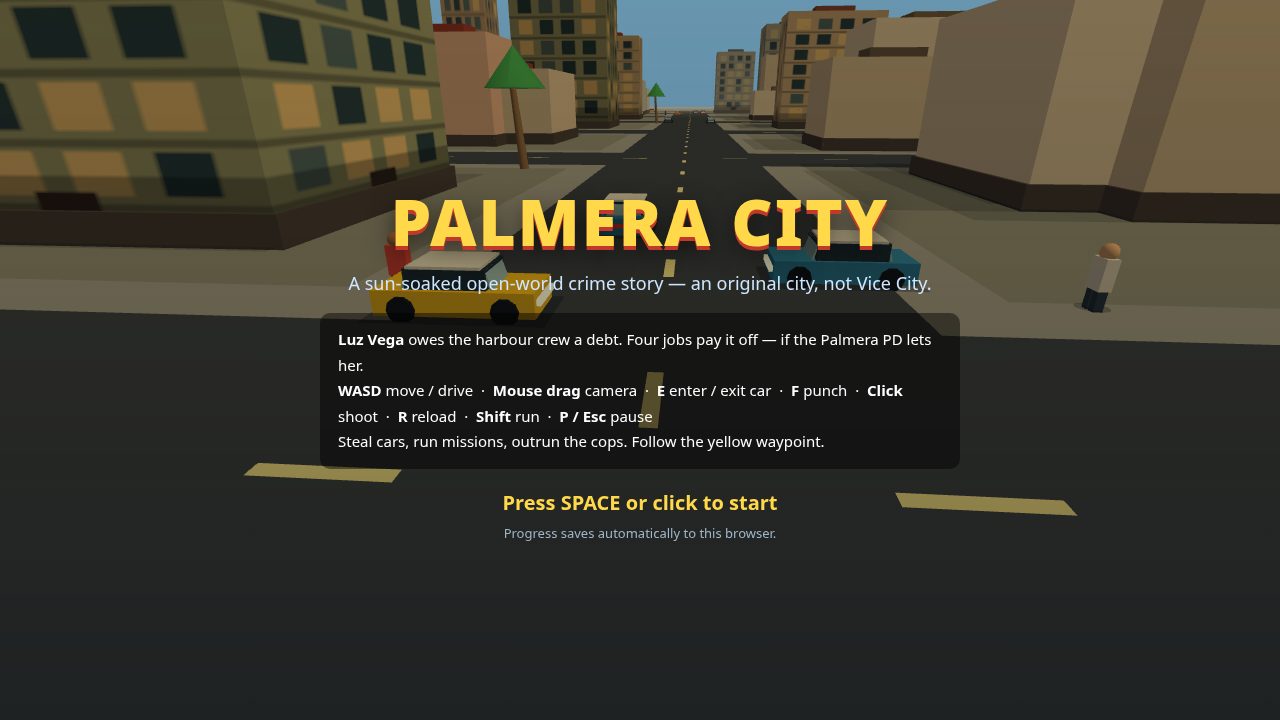 PALMERA CITY
A sun-soaked open-world crime story — an original city, not Vice City.
Luz Vega owes the harbour crew a debt. Four jobs pay it off — if the Palmera PD lets
her.
WASD move / drive · Mouse drag camera · E enter / exit car · F punch · Click
shoot · R reload · Shift run · P / Esc pause
Steal cars, run missions, outrun the cops. Follow the yellow waypoint.
Press SPACE or click to start
Progress saves automatically to this browser.